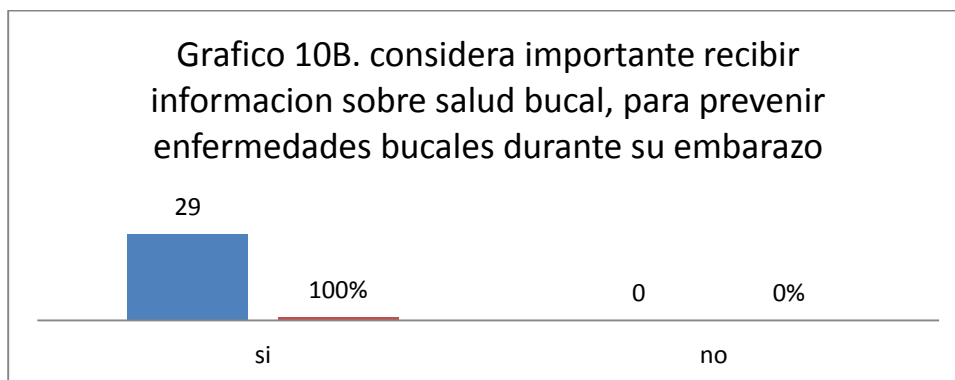 Grafico 10B. considera importante recibir
informacion sobre salud bucal, para prevenir
enfermedades bucales durante su embarazo
29
100%
0
0%
si
no